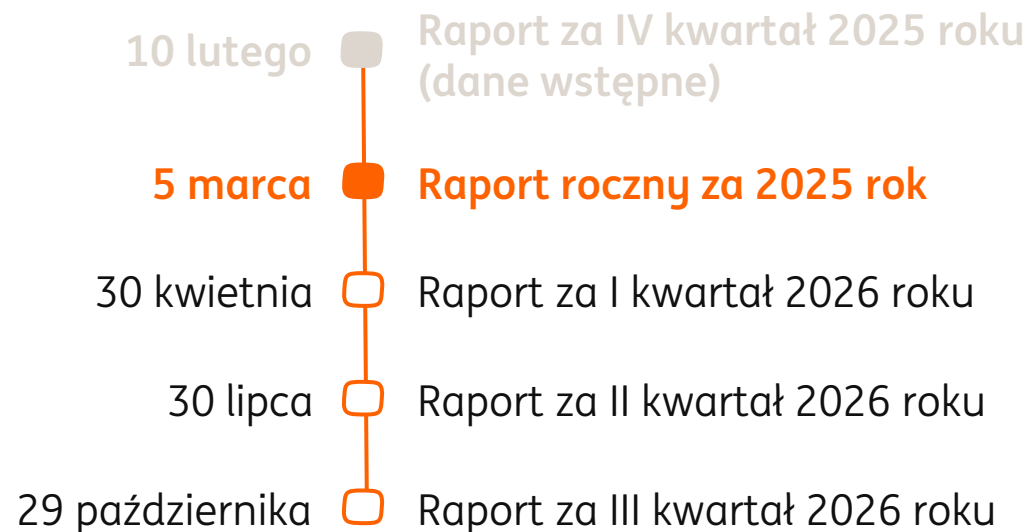 10 lutego
Raport za IV kwartał 2025 roku
(dane wstępne)
5 marca
Raport roczny za 2025 rok
30 kwietnia
Raport za I kwartał 2026 roku
30 lipca
Raport za II kwartał 2026 roku
29 października
Raport za III kwartał 2026 roku